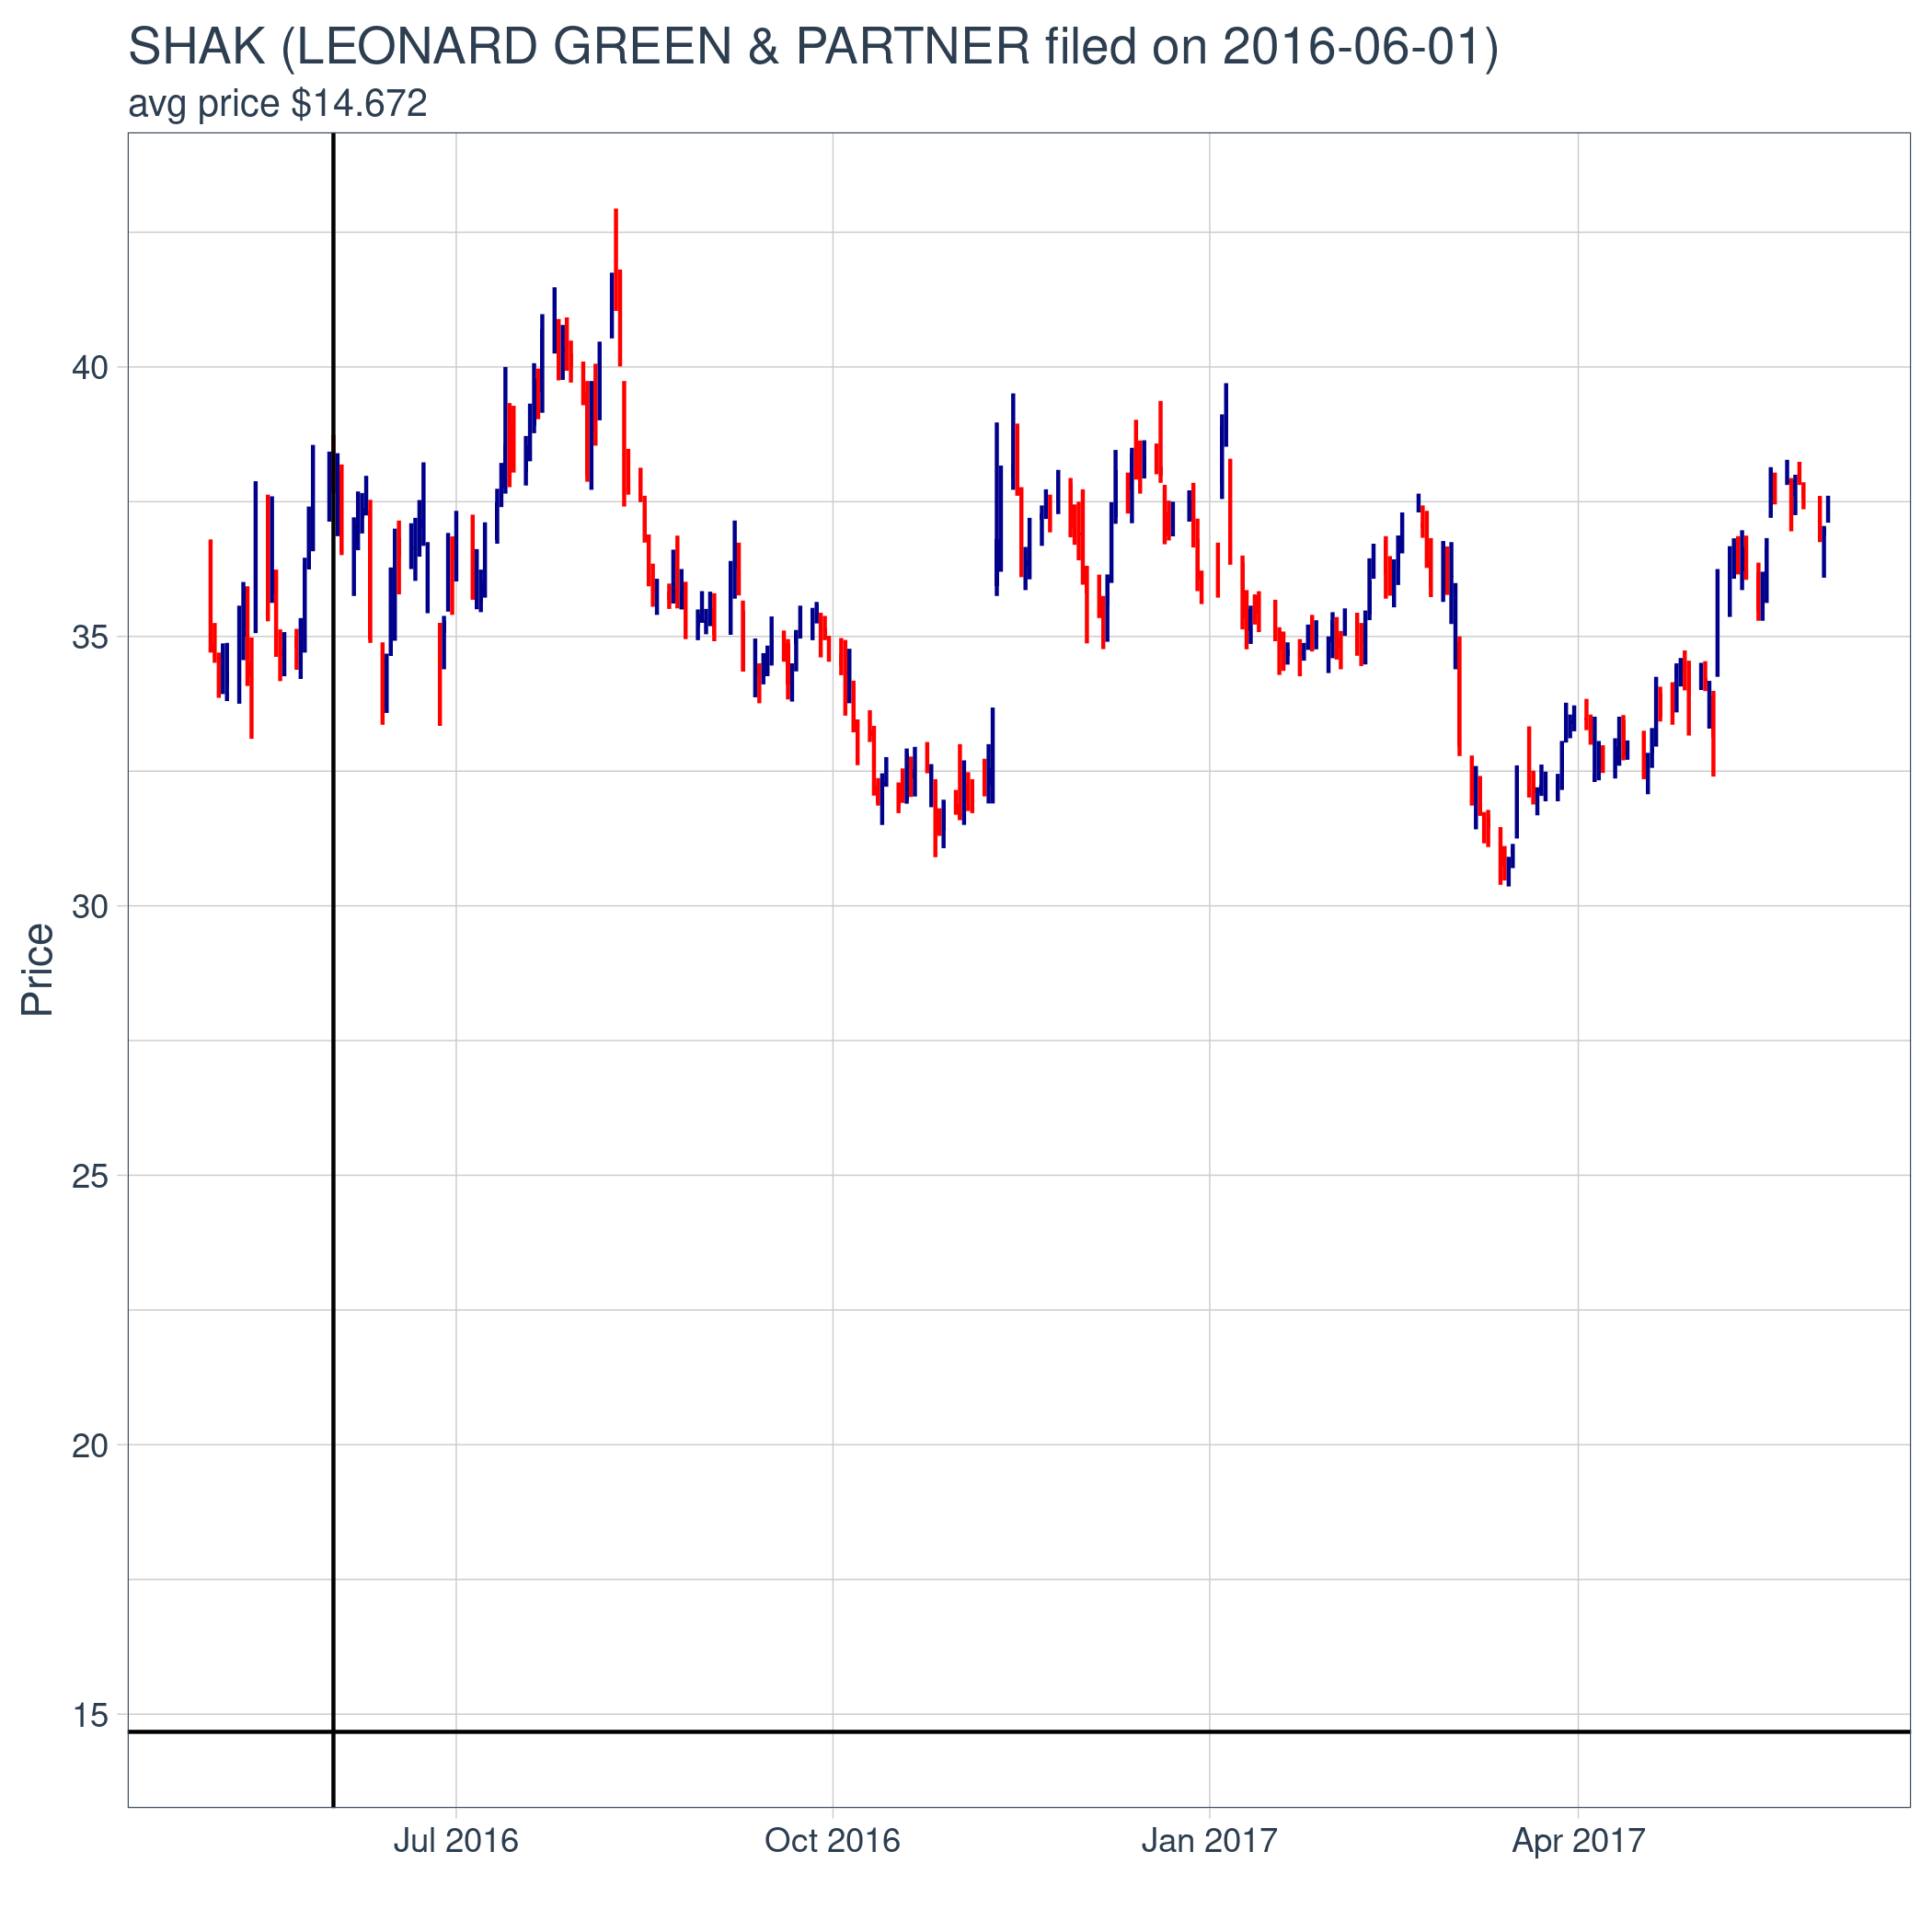 SHAK (LEONARD GREEN & PARTNER filed on 2016-06-01)
avg price $14.672
40
35
30
25
20
15
Price
Jul 2016
Oct 2016
Jan 2017
Apr 2017